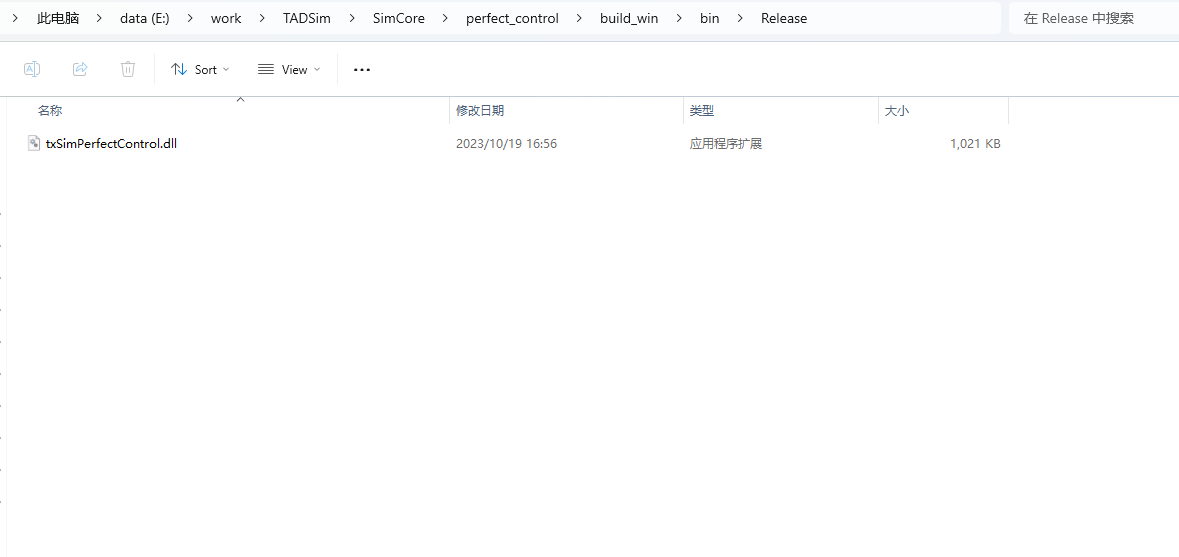 此电脑 > data (E:) > work > TADSim > SimCore > perfect_control > build_win > bin > Release 在 Release 中搜索
Sort View ...
名称 修改日期 类型 大小
txSimPerfectControl.dll 2023/10/19 16:56 应用程序扩展 1,021 KB